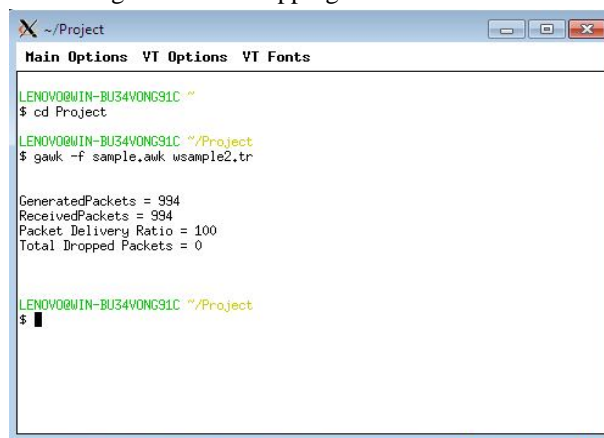 ~/Project
Main Options VT Options VT Fonts
LENOVO@WIN-BU34VONG91C ~
$ cd Project
LENOVO@WIN-BU34VONG91C ~/Project
$ gawk -f sample.awk wsample2.tr
GeneratedPackets = 994
ReceivedPackets = 994
Packet Delivery Ratio = 100
Total Dropped Packets = 0
LENOVO@WIN-BU34VONG91C ~/Project
$